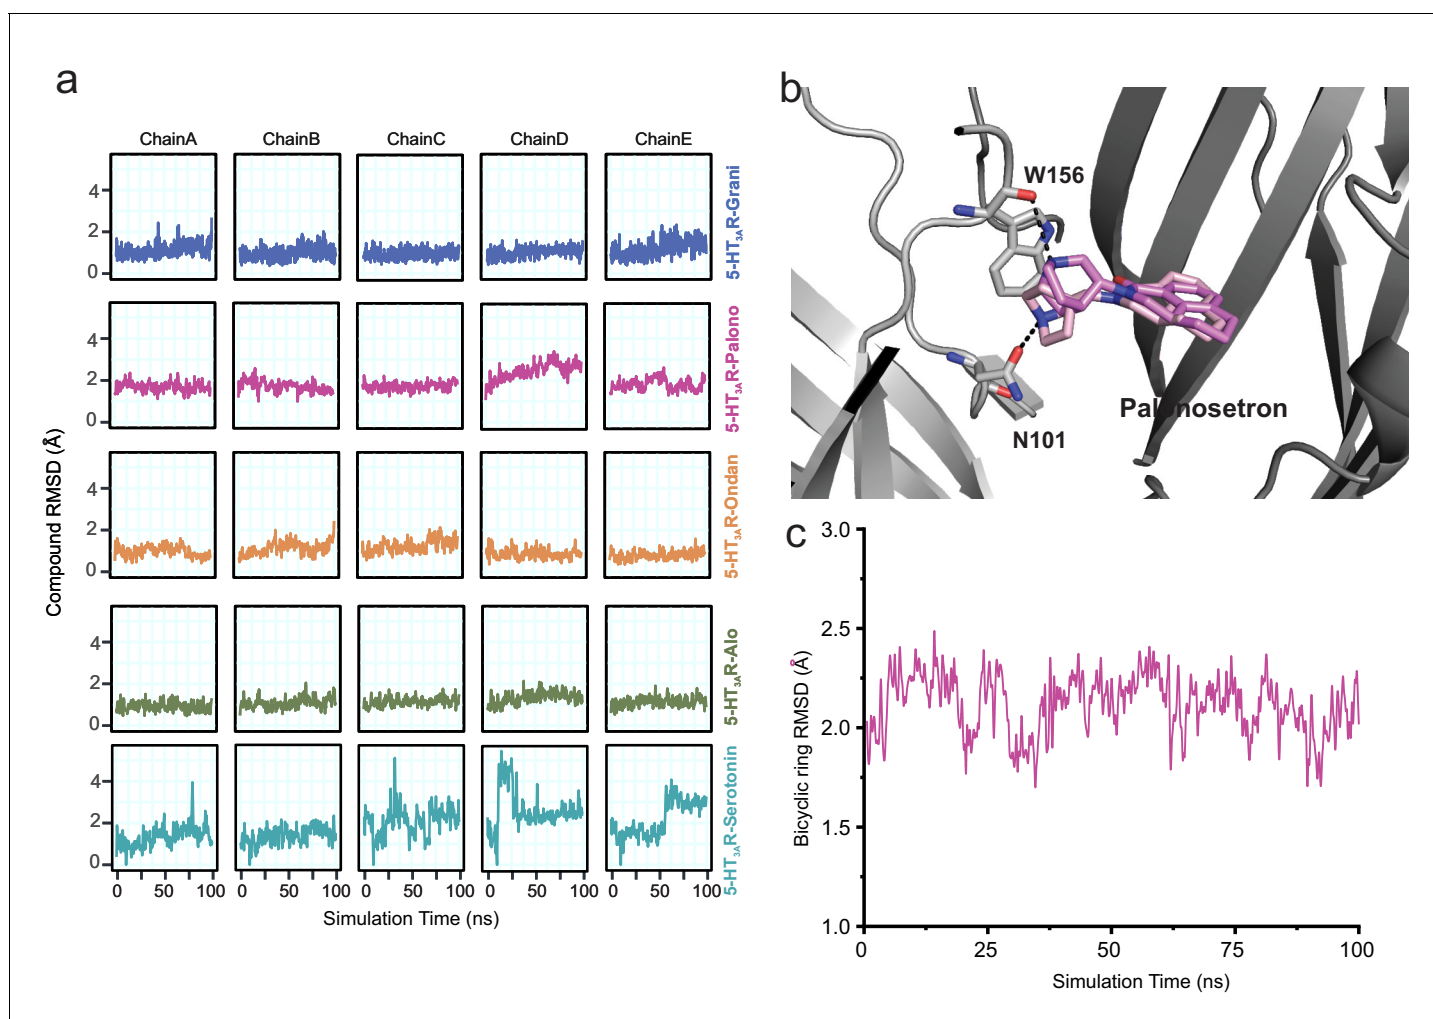 a
ChainA ChainB ChainC ChainD ChainE
Compound RMSD (Å)
4
2
0
5-HT3AR-Grani
4
2
0
5-HT3AR-Palono
4
2
0
5-HT3AR-Ondan
4
2
0
5-HT3AR-Alo
4
2
0
5-HT3AR-Serotonin
0 50 100 0 50 100 0 50 100 0 50 100 0 50 100
Simulation Time (ns)
b
W156
N101
Palonosetron
c
Bicyclic ring RMSD (Å)
3.0
2.5
2.0
1.5
1.0
0 25 50 75 100
Simulation Time (ns)